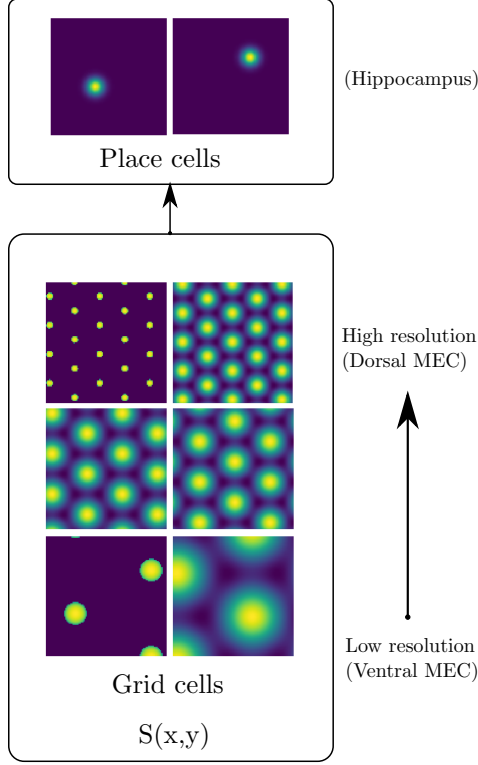 (Hippocampus)
Place cells
High resolution
(Dorsal MEC)
Low resolution
(Ventral MEC)
Grid cells
S(x,y)